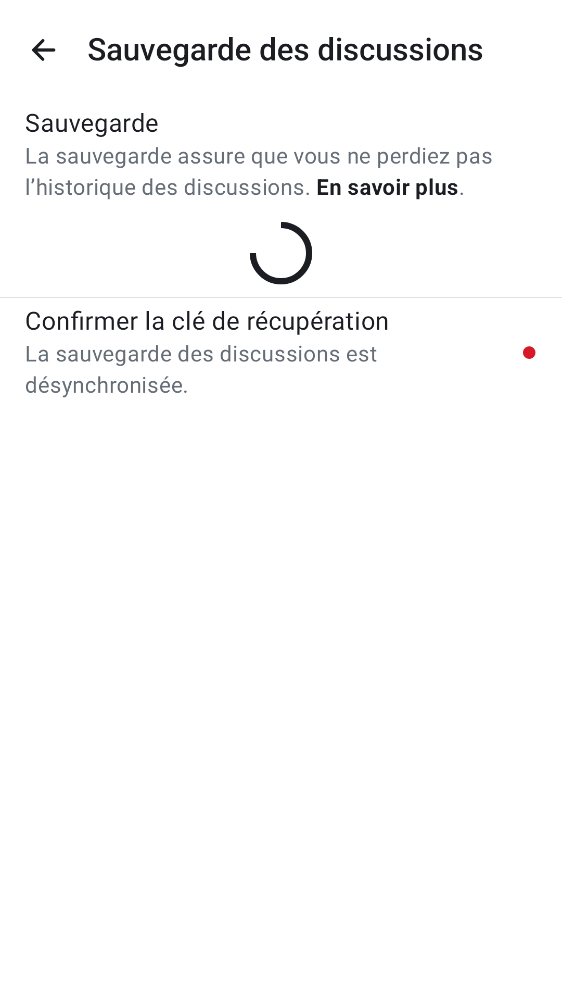 Sauvegarde des discussions
Sauvegarde
La sauvegarde assure que vous ne perdiez pas
l’historique des discussions. En savoir plus.
Confirmer la clé de récupération
La sauvegarde des discussions est
désynchronisée.